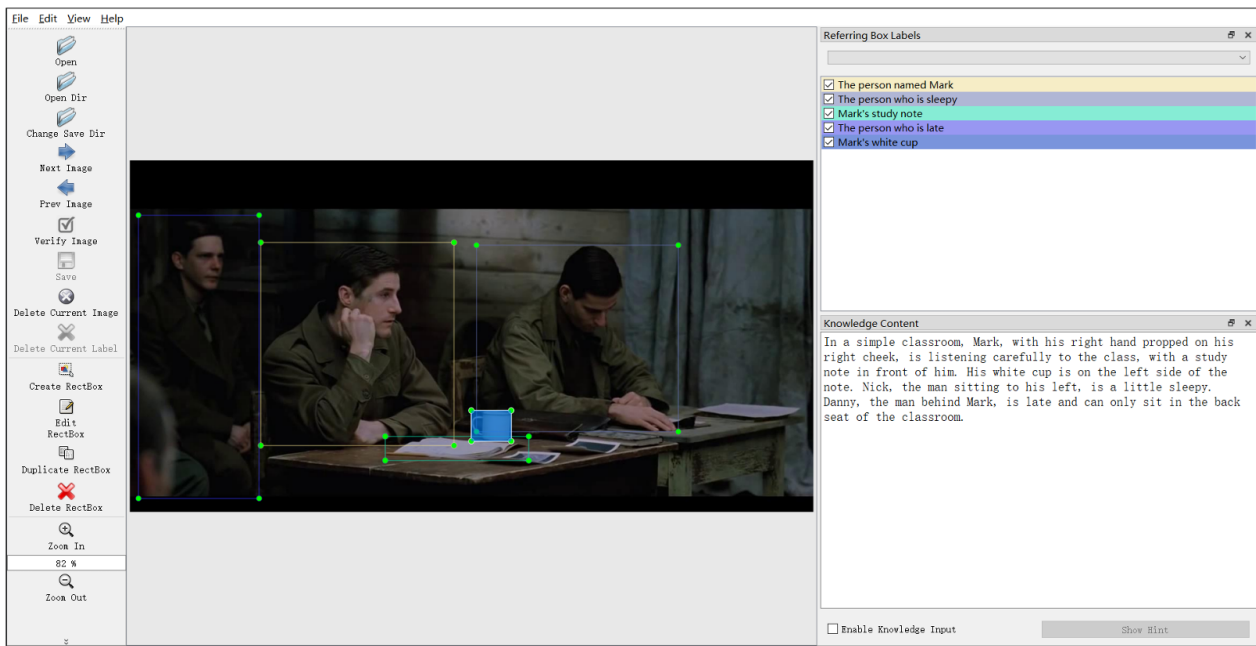 File Edit View Help
Open
Open Dir
Change Save Dir
Next Image
Prev Image
Verify Image
Save
Delete Current Image
Delete Current Label
Create RectBox
Edit
RectBox
Duplicate RectBox
Delete RectBox
Zoom In
82 %
Zoom Out
Referring Box Labels
The person named Mark
The person who is sleepy
Mark's study note
The person who is late
Mark's white cup
Knowledge Content
In a simple classroom, Mark, with his right hand propped on his
right cheek, is listening carefully to the class, with a study
note in front of him. His white cup is on the left side of the
note. Nick, the man sitting to his left, is a little sleepy.
Danny, the man behind Mark, is late and can only sit in the back
seat of the classroom.
Enable Knowledge Input
Show Hint